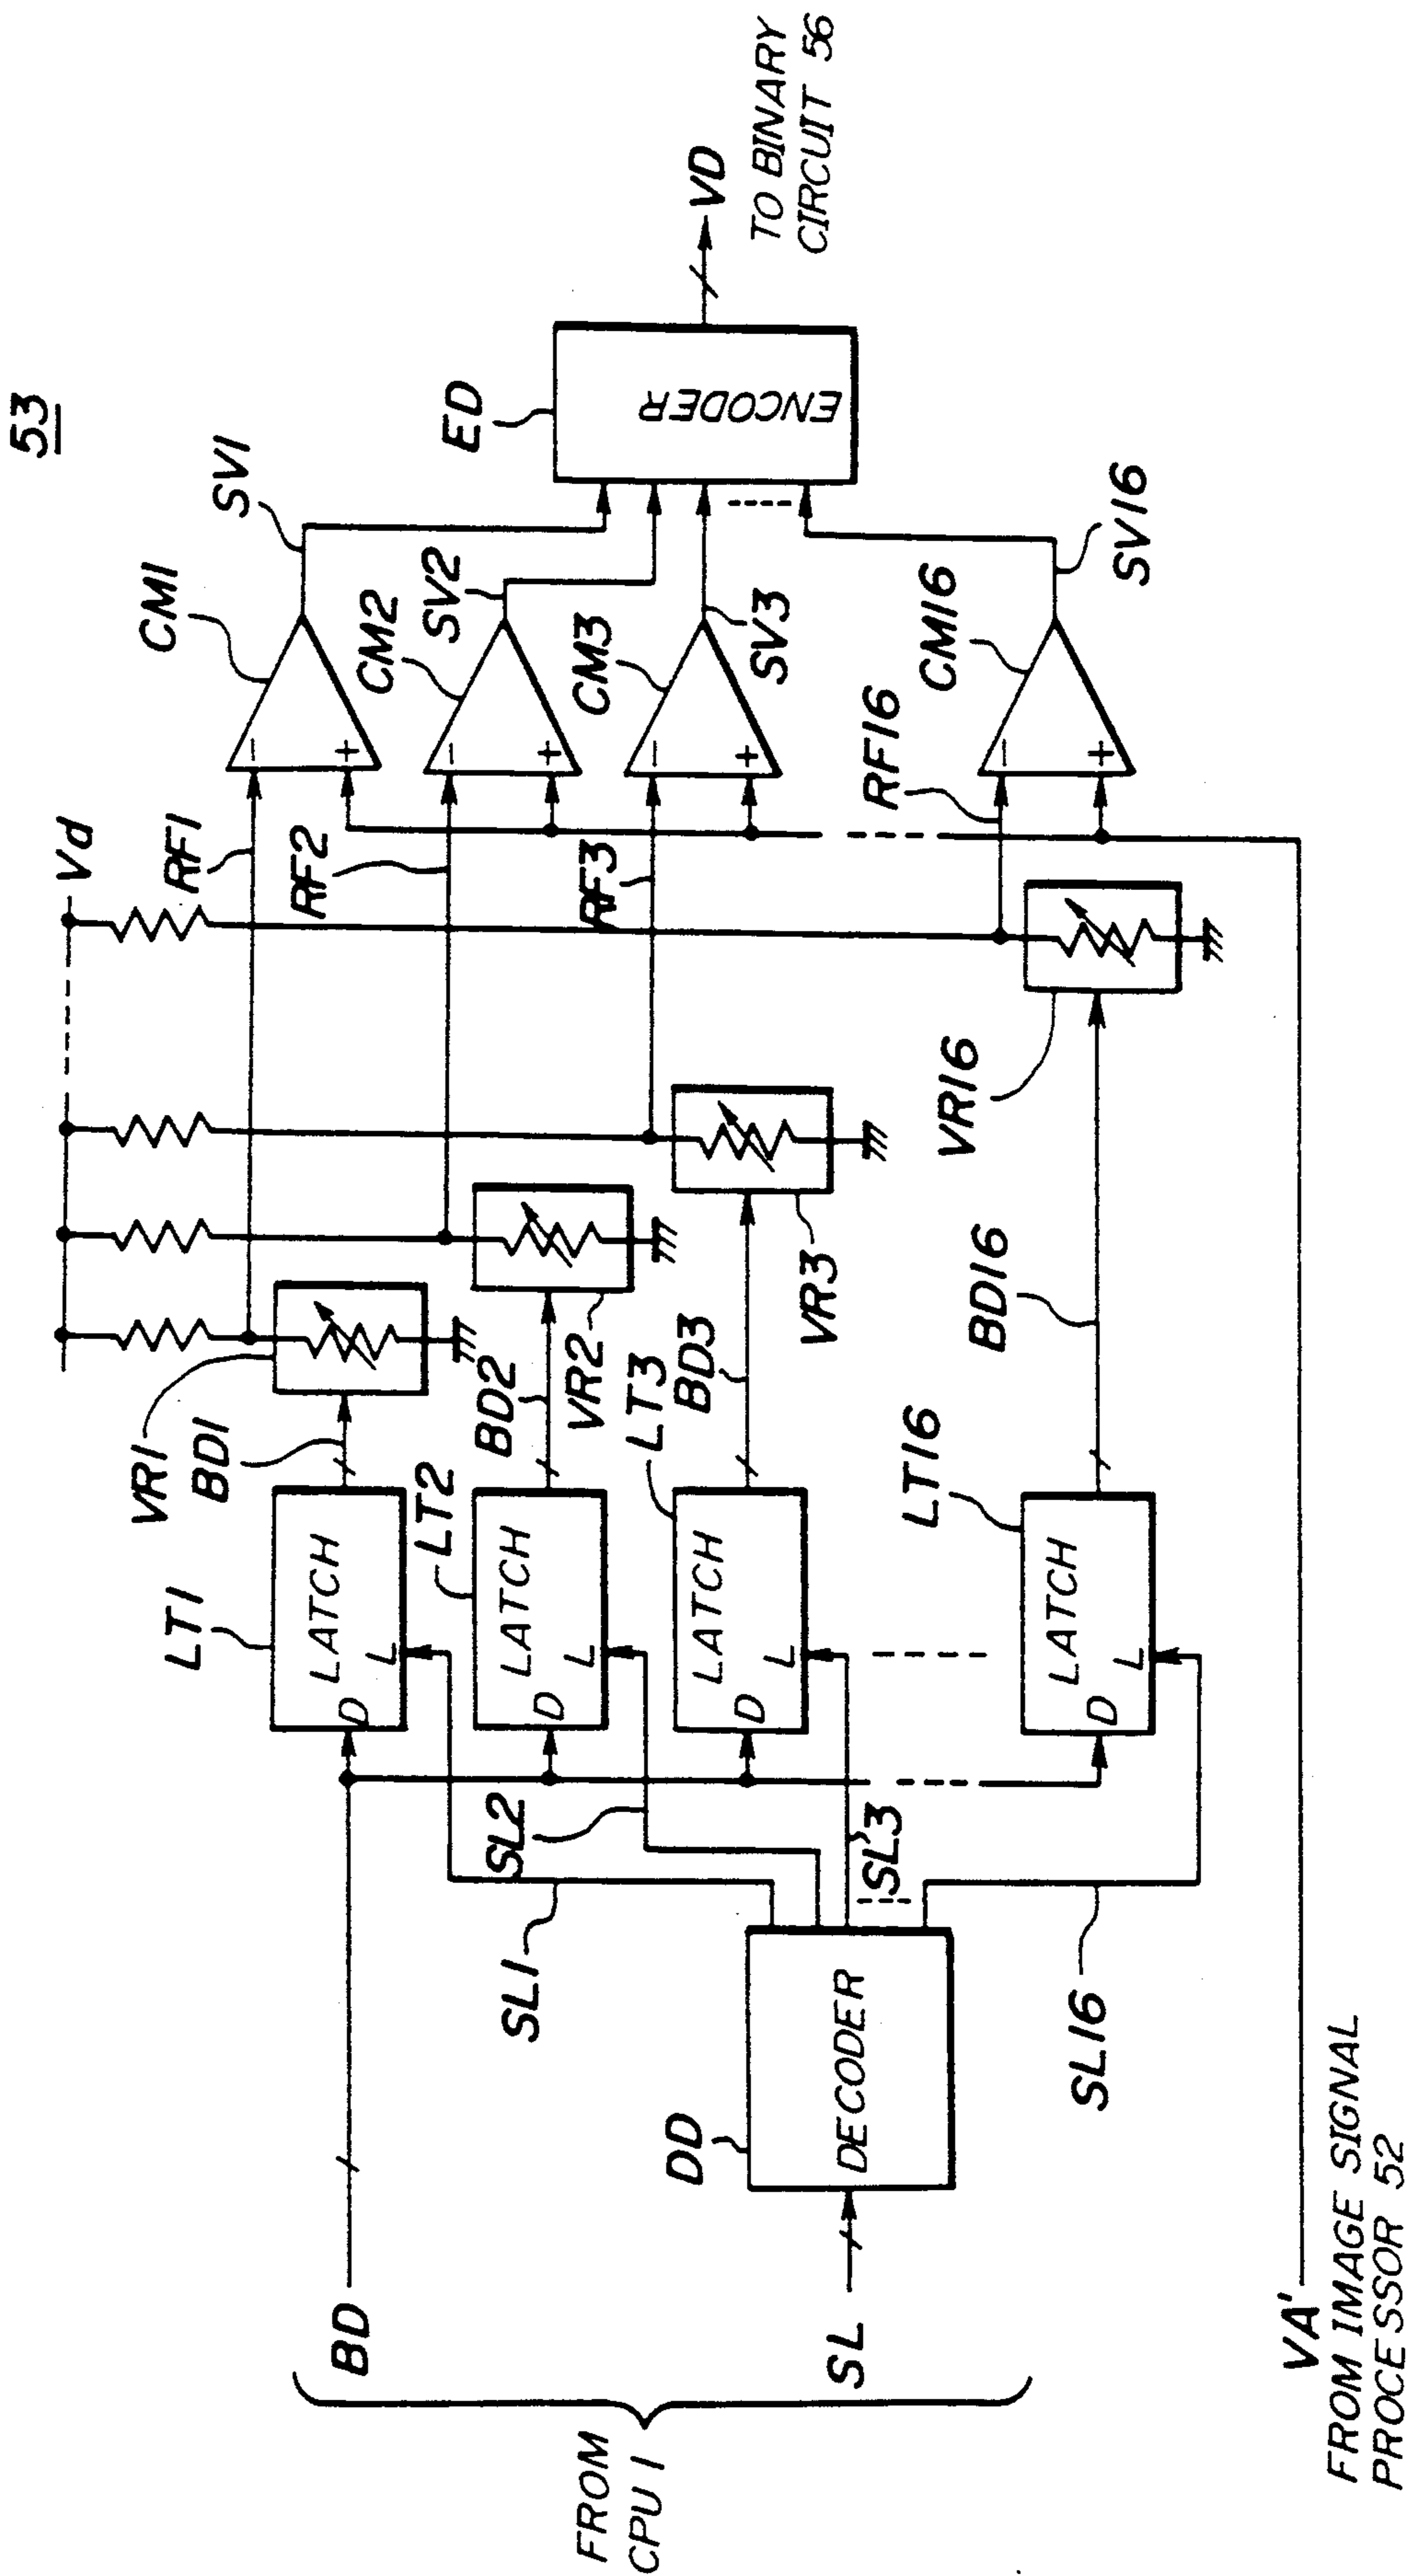 53
Vd
RF1
RF2
RF3
RF16
CM1
CM2
CM3
CM16
SV1
SV2
SV3
SV16
-
+
-
+
-
+
-
+
ED
ENCODER
VD
TO BINARY
CIRCUIT 56
VR1
BD1
BD2
VR2
BD3
VR3
BD16
VR16
LT1
LATCH
D
L
LT2
LATCH
D
L
LT3
LATCH
D
L
LT16
LATCH
D
L
SL1
SL2
SL3
SL16
DD
DECODER
BD
SL
FROM
CPU 1
VA'
FROM IMAGE SIGNAL
PROCESSOR 52